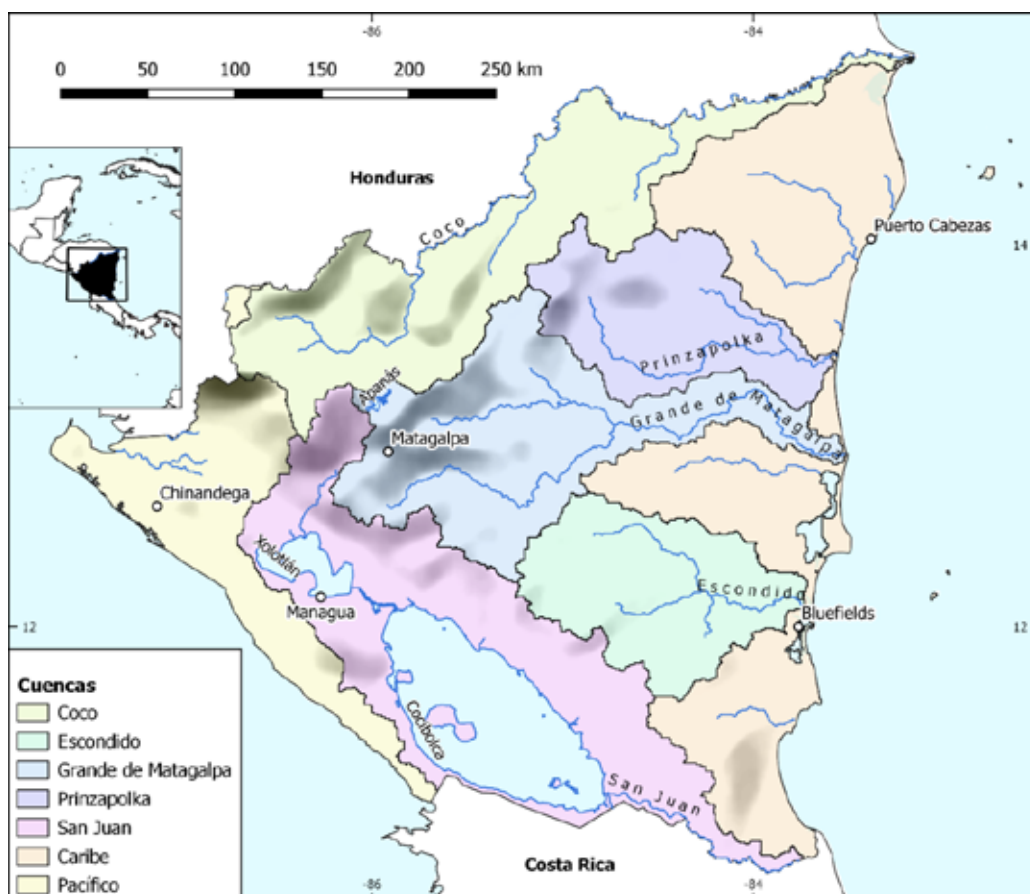 -86
-84
0 50 100 150 200 250 km
Honduras
Coco
Puerto Cabezas
14
Prinzapolka
Apanás
Grande de Matagalpa
Matagalpa
Chinandega
Xolotlán
Managua
Escondido
Bluefields
12
12
Cocibolca
San Juan
Costa Rica
-86
-84
Cuencas
Coco
Escondido
Grande de Matagalpa
Prinzapolka
San Juan
Caribe
Pacífico